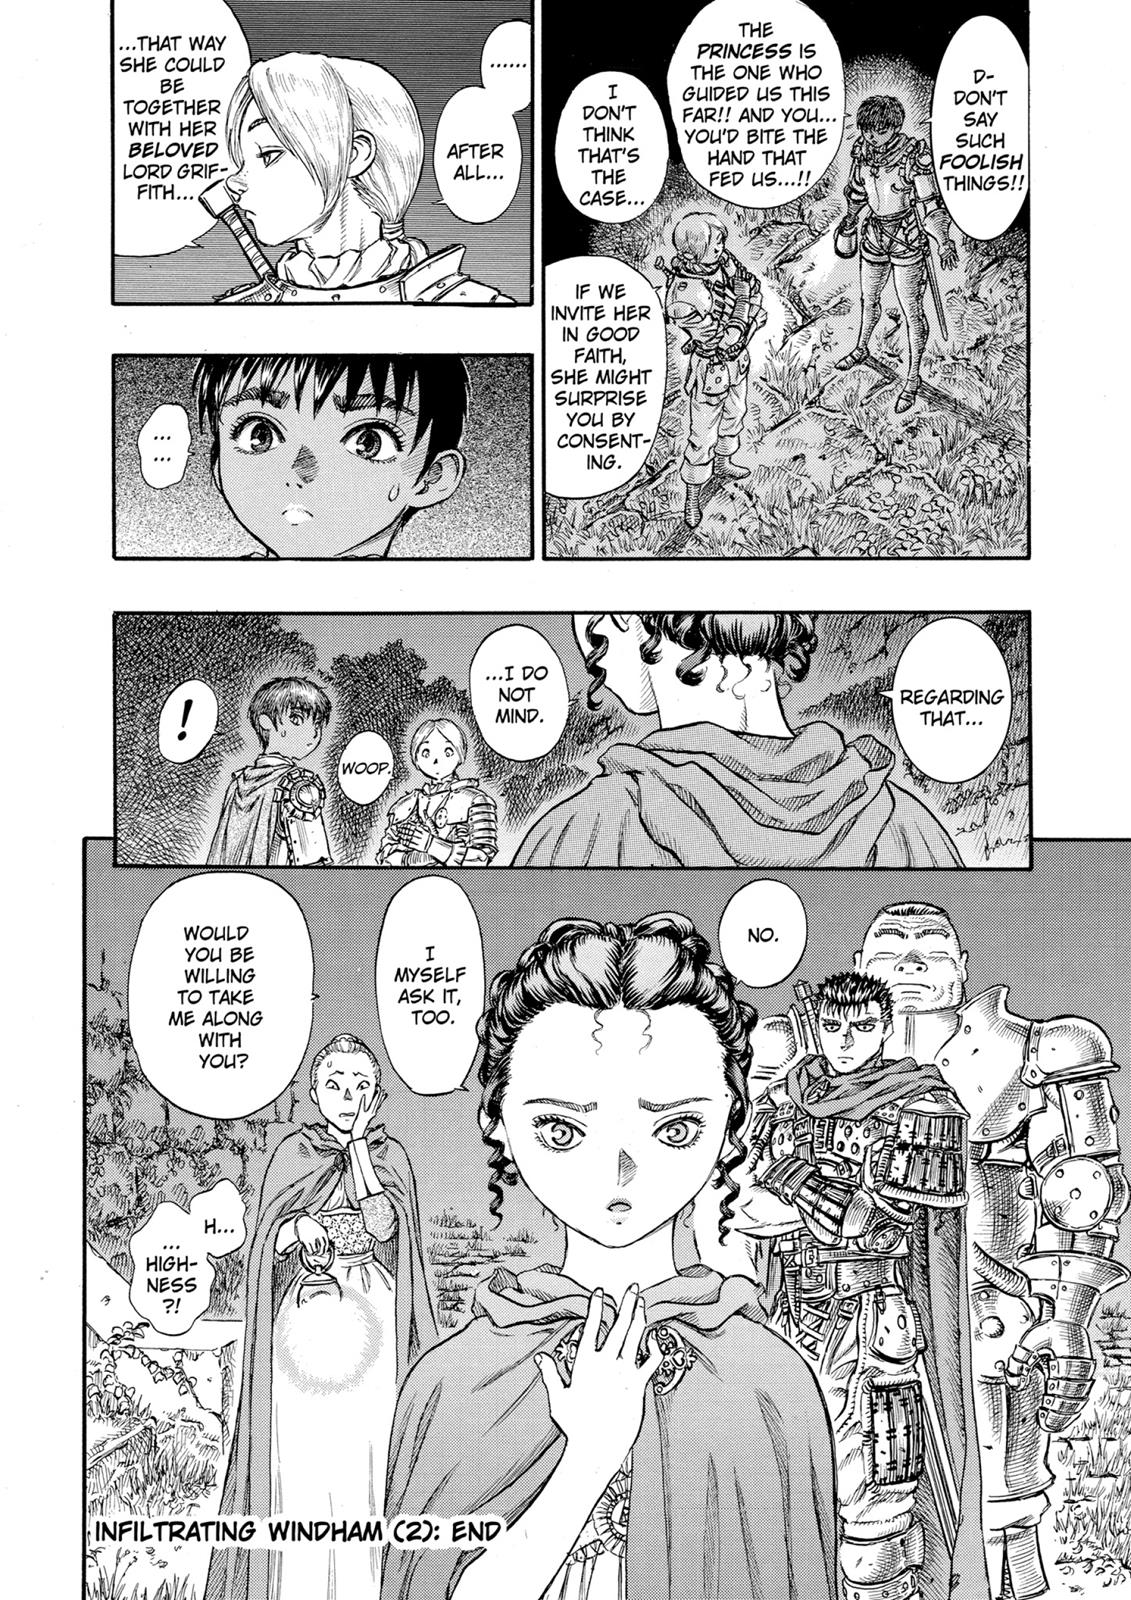 D-
DON'T
SAY
SUCH
FOOLISH
THINGS!!
THE
PRINCESS IS
THE ONE WHO
GUIDED US THIS
FAR!! AND YOU...
YOU'D BITE THE
HAND THAT
FED US...!!
I
DON'T
THINK
THAT'S
THE
CASE...
IF WE
INVITE HER
IN GOOD
FAITH,
SHE MIGHT
SURPRISE
YOU BY
CONSENT-
ING.
......
AFTER
ALL...
...THAT WAY
SHE COULD
BE
TOGETHER
WITH HER
BELOVED
LORD GRIF-
FITH...
...
...
REGARDING
THAT...
...I DO
NOT
MIND.
WOOP.
!
NO.
I
MYSELF
ASK IT,
TOO.
WOULD
YOU BE
WILLING
TO TAKE
ME ALONG
WITH
YOU?
H...
...
HIGH-
NESS
?!
INFILTRATING WINDHAM (2): END